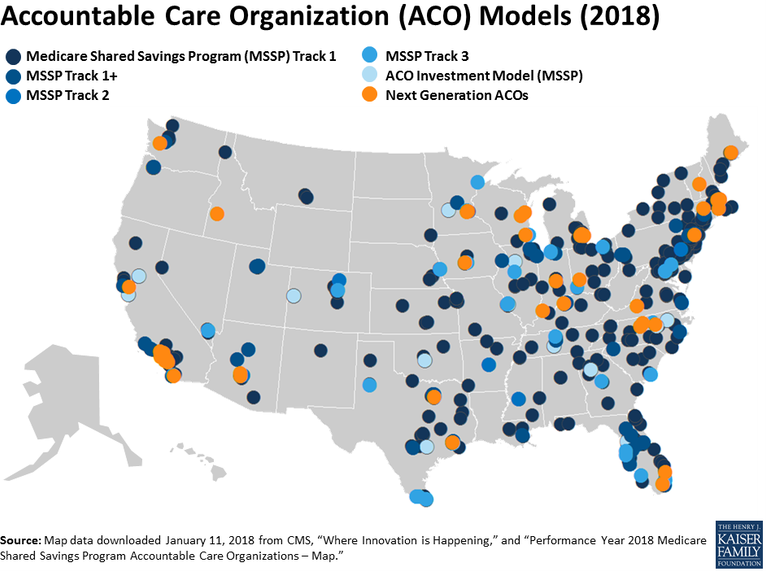 Accountable Care Organization (ACO) Models (2018)
Medicare Shared Savings Program (MSSP) Track 1
MSSP Track 1+
MSSP Track 2
MSSP Track 3
ACO Investment Model (MSSP)
Next Generation ACOs
Source: Map data downloaded January 11, 2018 from CMS, “Where Innovation is Happening,” and “Performance Year 2018 Medicare
Shared Savings Program Accountable Care Organizations – Map.”
THE HENRY J.
KAISER
FAMILY
FOUNDATION